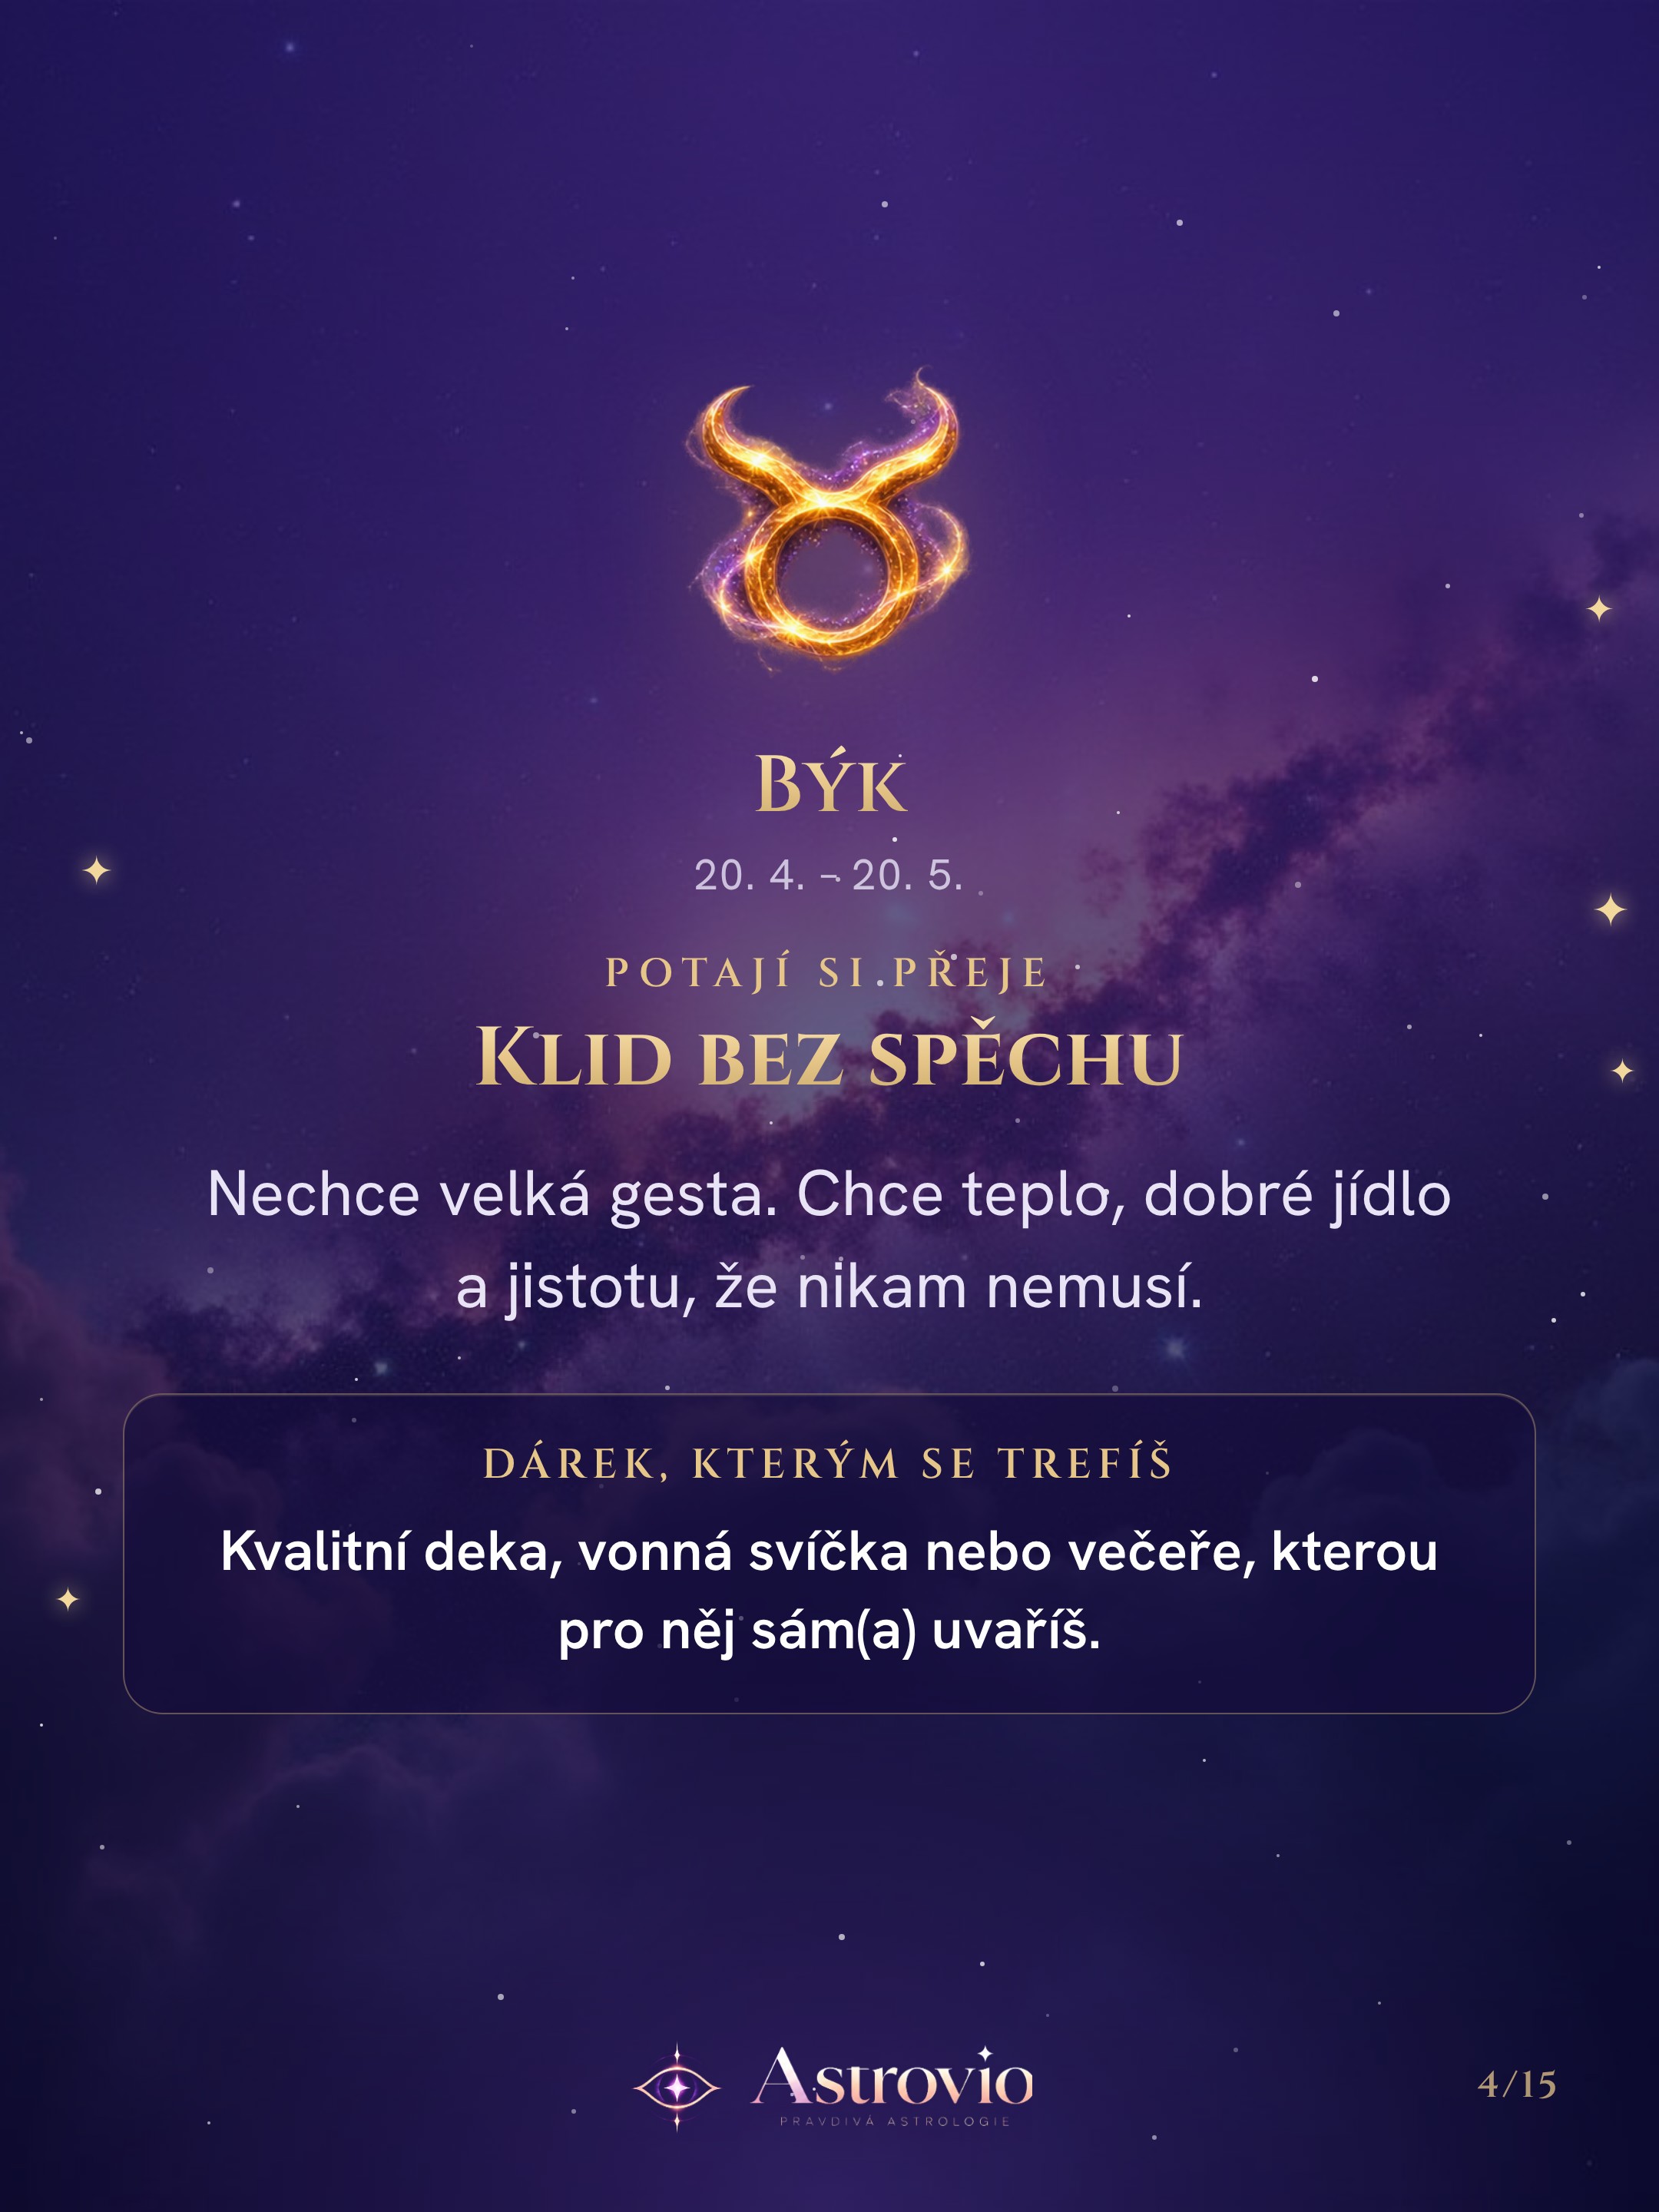 Býk
20. 4. – 20. 5.
POTAJÍ SI PŘEJE
Klid bez spěchu
Nechce velká gesta. Chce teplo, dobré jídlo
a jistotu, že nikam nemusí.
DÁREK, KTERÝM SE TREFÍŠ
Kvalitní deka, vonná svíčka nebo večeře, kterou
pro něj sám(a) uvaříš.
Astrovio
PRAVDIVÁ ASTROLOGIE
4/15